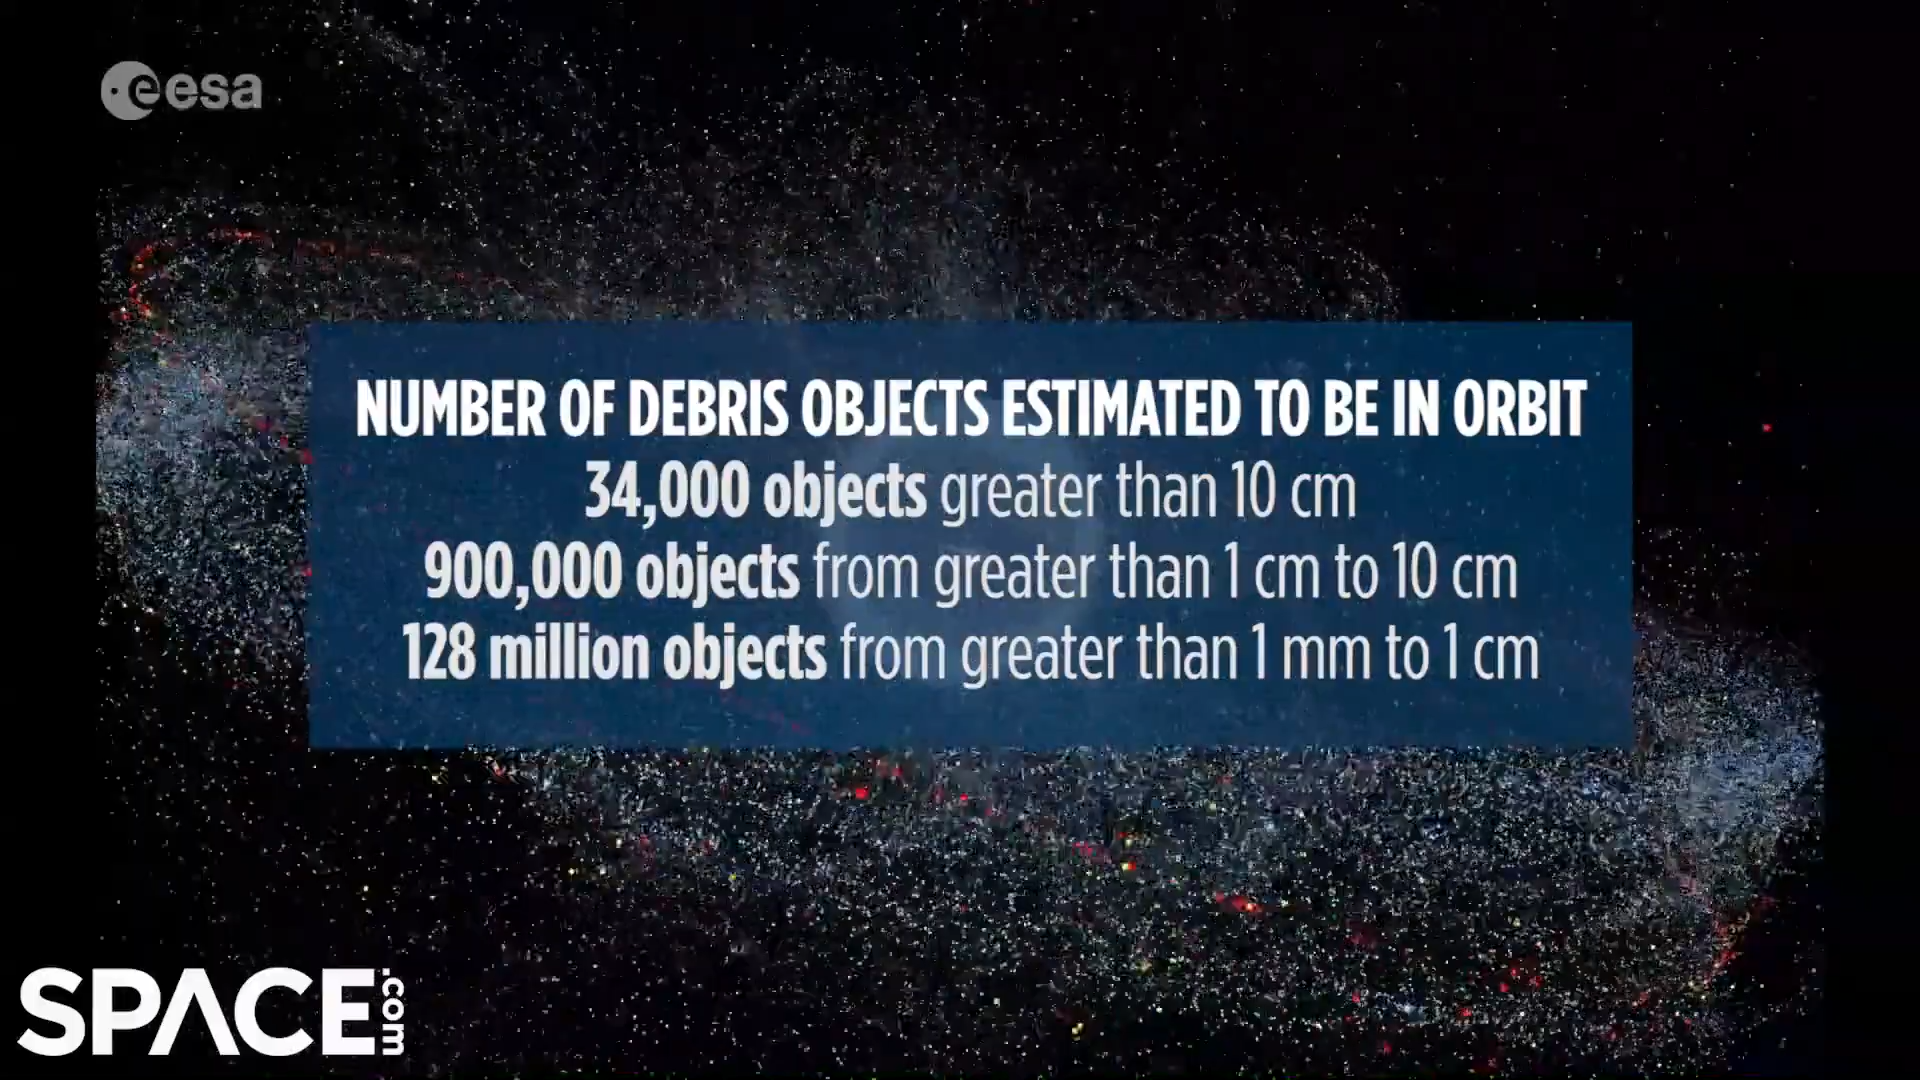 esa
NUMBER OF DEBRIS OBJECTS ESTIMATED TO BE IN ORBIT
34,000 objects greater than 10 cm
900,000 objects from greater than 1 cm to 10 cm
128 million objects from greater than 1 mm to 1 cm
SPACE.com